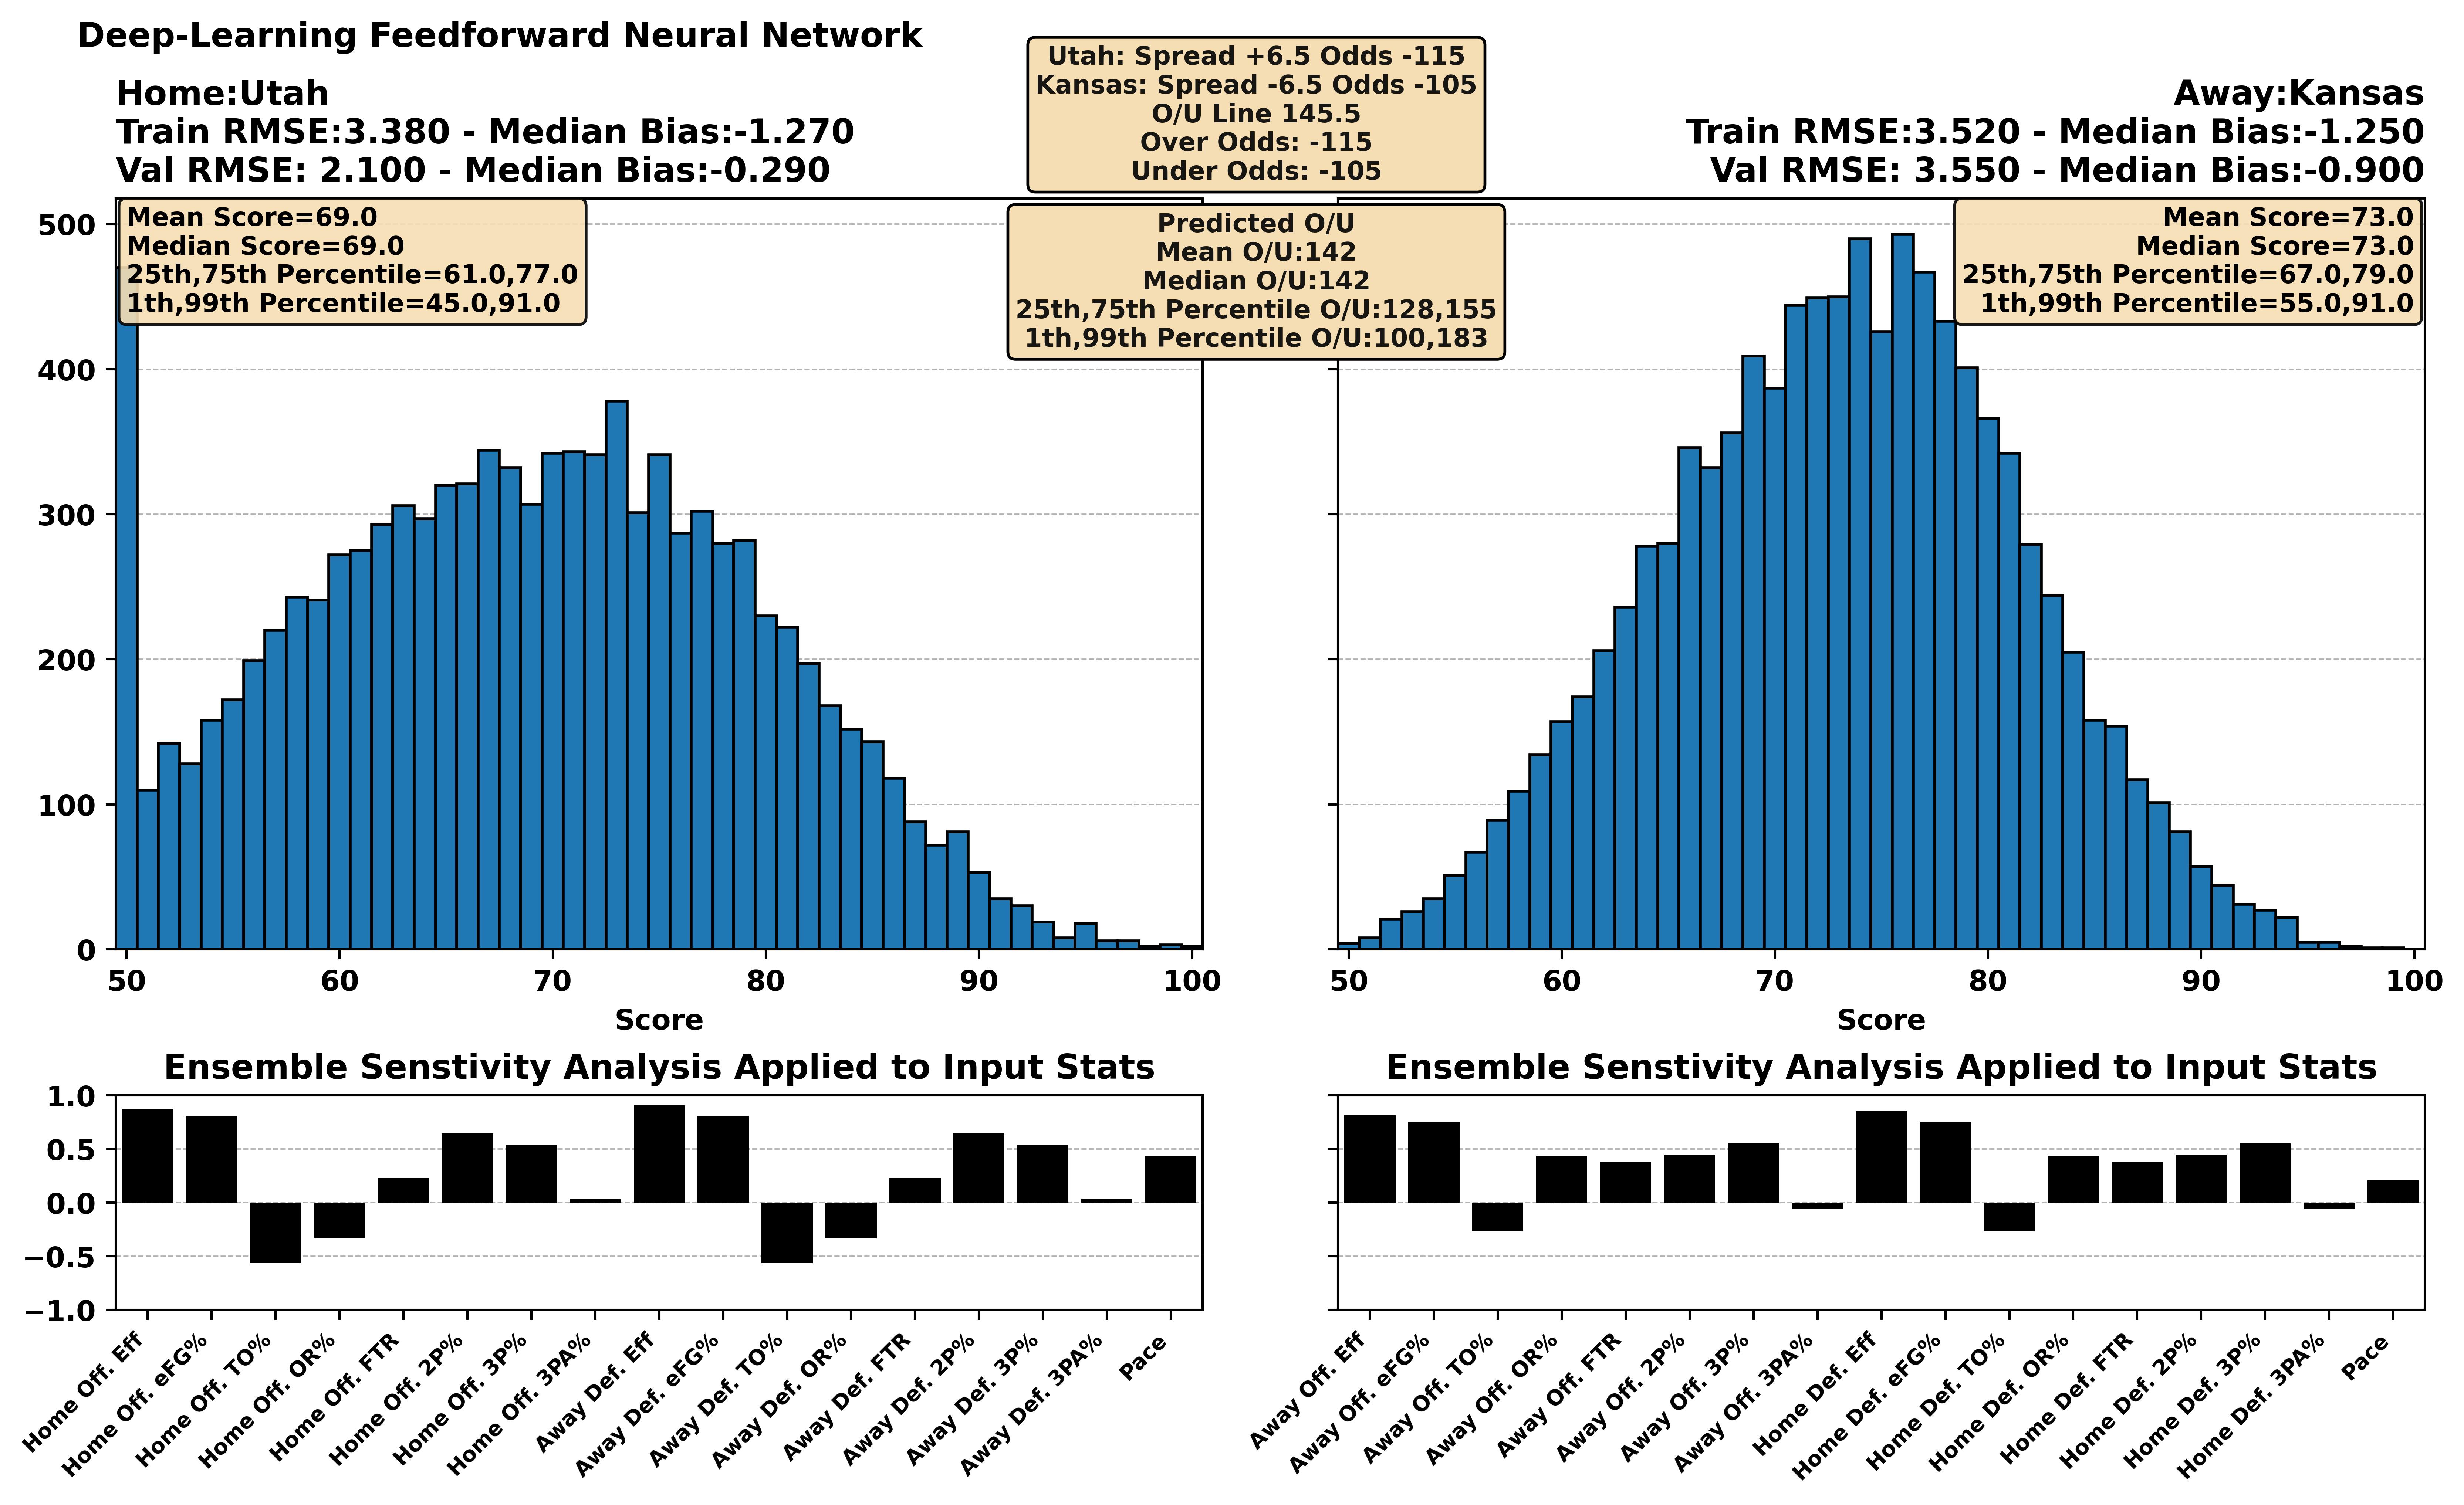 Deep-Learning Feedforward Neural Network
Home:Utah
Train RMSE:3.380 - Median Bias:-1.270
Val RMSE: 2.100 - Median Bias:-0.290
Utah: Spread +6.5 Odds -115
Kansas: Spread -6.5 Odds -105
O/U Line 145.5
Over Odds: -115
Under Odds: -105
Away:Kansas
Train RMSE:3.520 - Median Bias:-1.250
Val RMSE: 3.550 - Median Bias:-0.900
Mean Score=69.0
Median Score=69.0
25th,75th Percentile=61.0,77.0
1th,99th Percentile=45.0,91.0
Predicted O/U
Mean O/U:142
Median O/U:142
25th,75th Percentile O/U:128,155
1th,99th Percentile O/U:100,183
Mean Score=73.0
Median Score=73.0
25th,75th Percentile=67.0,79.0
1th,99th Percentile=55.0,91.0
500
400
300
200
100
0
50 60 70 80 90 100
Score
50 60 70 80 90 100
Score
Ensemble Senstivity Analysis Applied to Input Stats
1.0
0.5
0.0
−0.5
−1.0
Home Off. Eff
Home Off. eFG%
Home Off. TO%
Home Off. OR%
Home Off. FTR
Home Off. 2P%
Home Off. 3P%
Home Off. 3PA%
Away Def. Eff
Away Def. eFG%
Away Def. TO%
Away Def. OR%
Away Def. FTR
Away Def. 2P%
Away Def. 3P%
Away Def. 3PA%
Pace
Ensemble Senstivity Analysis Applied to Input Stats
Away Off. Eff
Away Off. eFG%
Away Off. TO%
Away Off. OR%
Away Off. FTR
Away Off. 2P%
Away Off. 3P%
Away Off. 3PA%
Home Def. Eff
Home Def. eFG%
Home Def. TO%
Home Def. OR%
Home Def. FTR
Home Def. 2P%
Home Def. 3P%
Home Def. 3PA%
Pace